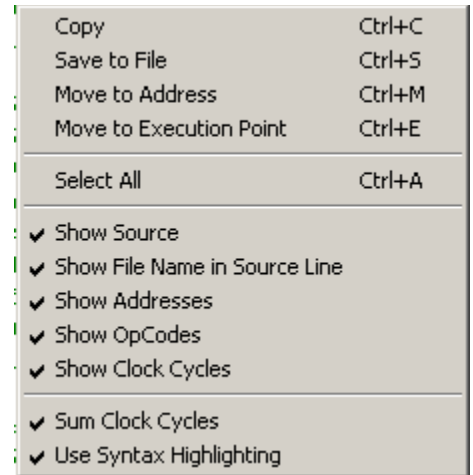 Copy Ctrl+C
Save to File Ctrl+S
Move to Address Ctrl+M
Move to Execution Point Ctrl+E
Select All Ctrl+A
Show Source
Show File Name in Source Line
Show Addresses
Show OpCodes
Show Clock Cycles
Sum Clock Cycles
Use Syntax Highlighting